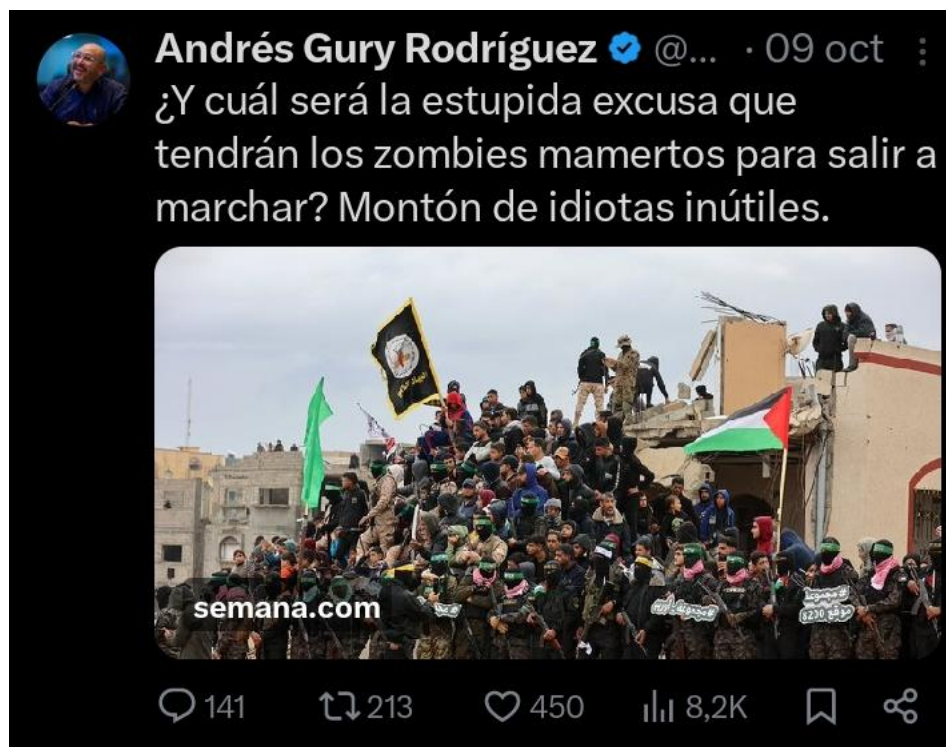 Andrés Gury Rodríguez @... · 09 oct
¿Y cuál será la estupida excusa que
tendrán los zombies mamertos para salir a
marchar? Montón de idiotas inútiles.
semana.com
141 213 450 8,2K